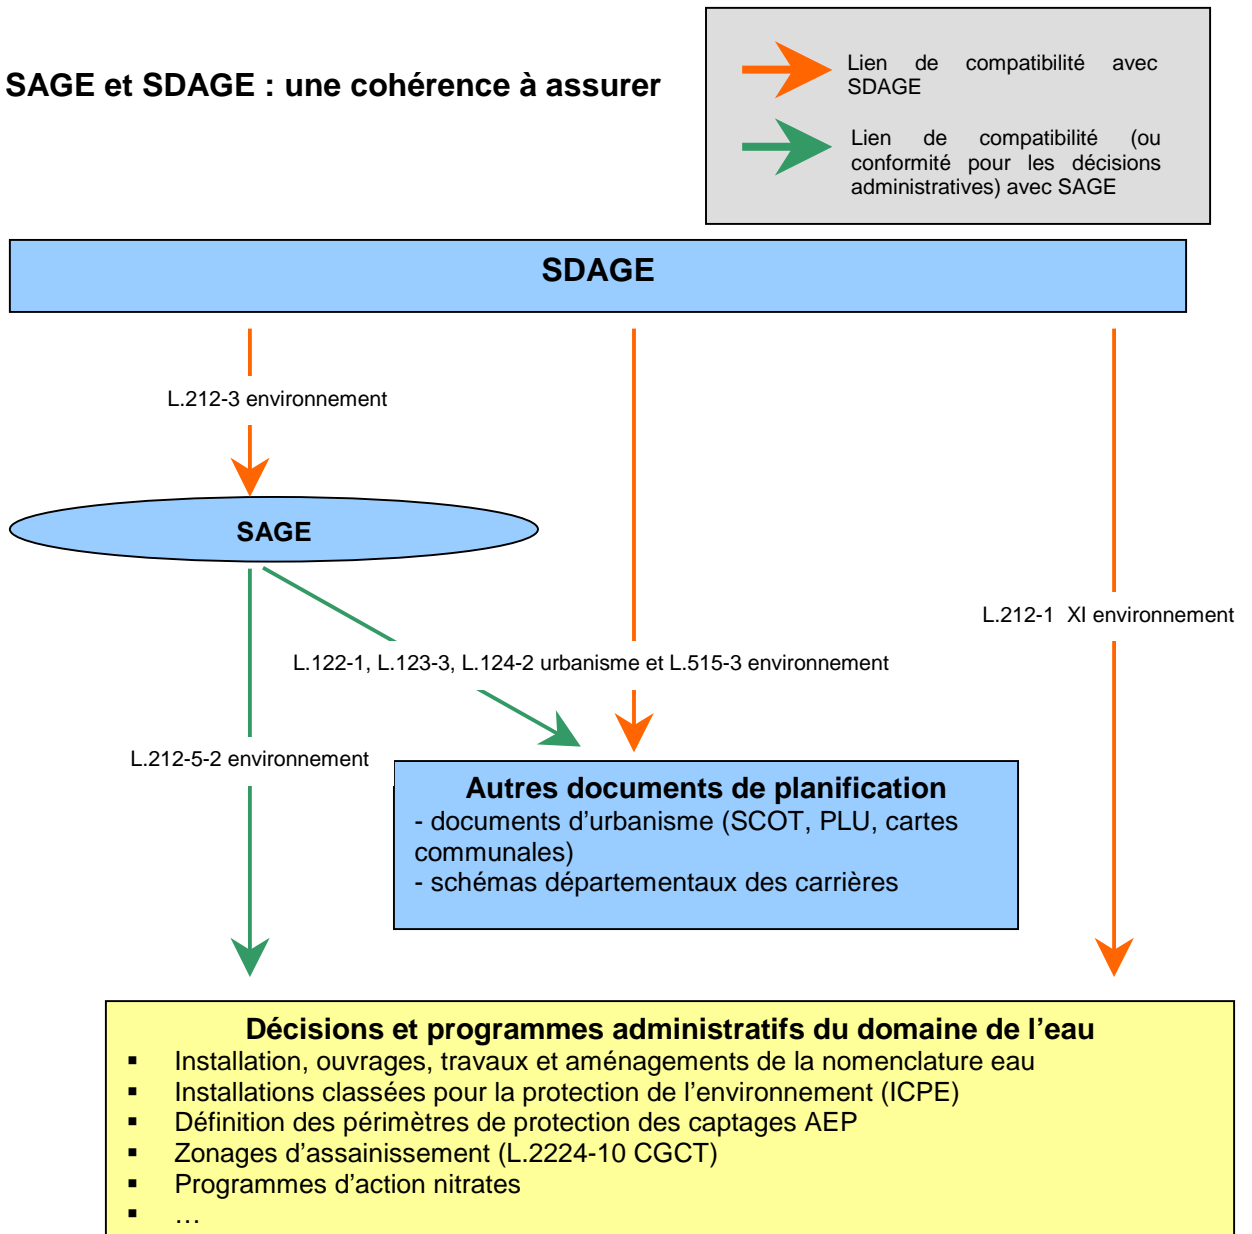 SAGE et SDAGE : une cohérence à assurer
Lien de compatibilité avec
SDAGE
Lien de compatibilité (ou
conformité pour les décisions
administratives) avec SAGE
SDAGE
L.212-3 environnement
SAGE
L.212-1 XI environnement
L.122-1, L.123-3, L.124-2 urbanisme et L.515-3 environnement
L.212-5-2 environnement
Autres documents de planification
- documents d’urbanisme (SCOT, PLU, cartes
communales)
- schémas départementaux des carrières
Décisions et programmes administratifs du domaine de l’eau
▪ Installation, ouvrages, travaux et aménagements de la nomenclature eau
▪ Installations classées pour la protection de l’environnement (ICPE)
▪ Définition des périmètres de protection des captages AEP
▪ Zonages d’assainissement (L.2224-10 CGCT)
▪ Programmes d’action nitrates
▪ …